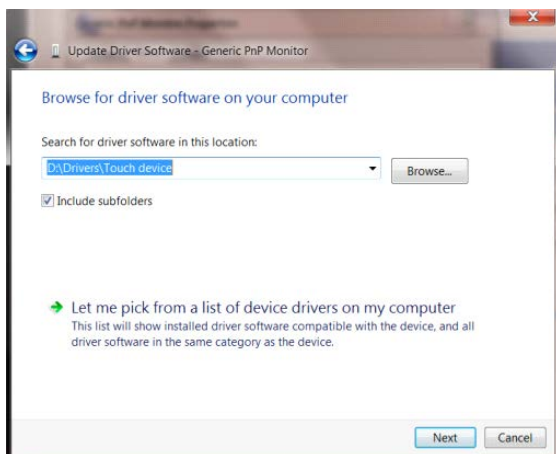 Update Driver Software - Generic PnP Monitor
Browse for driver software on your computer
Search for driver software in this location:
D:\Drivers\Touch device
Browse...
Include subfolders
Let me pick from a list of device drivers on my computer
This list will show installed driver software compatible with the device, and all
driver software in the same category as the device.
Next
Cancel